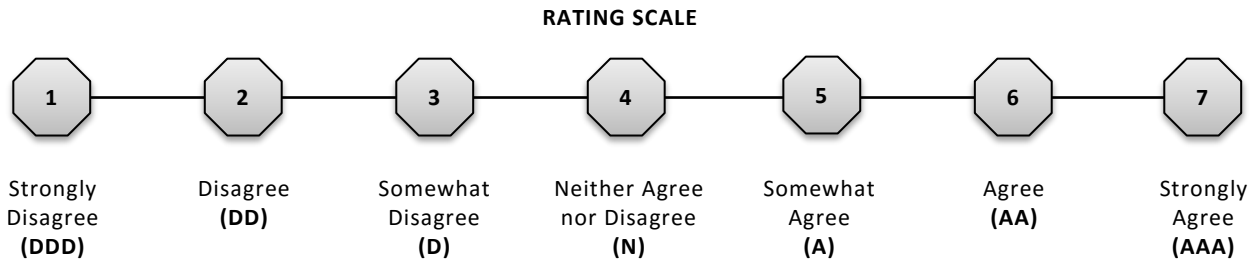 RATING SCALE
1 2 3 4 5 6 7
Strongly Disagree Somewhat Neither Agree Somewhat Agree Strongly
Disagree (DD) Disagree nor Disagree Agree (AA) Agree
(DDD) (D) (N) (A) (AAA)